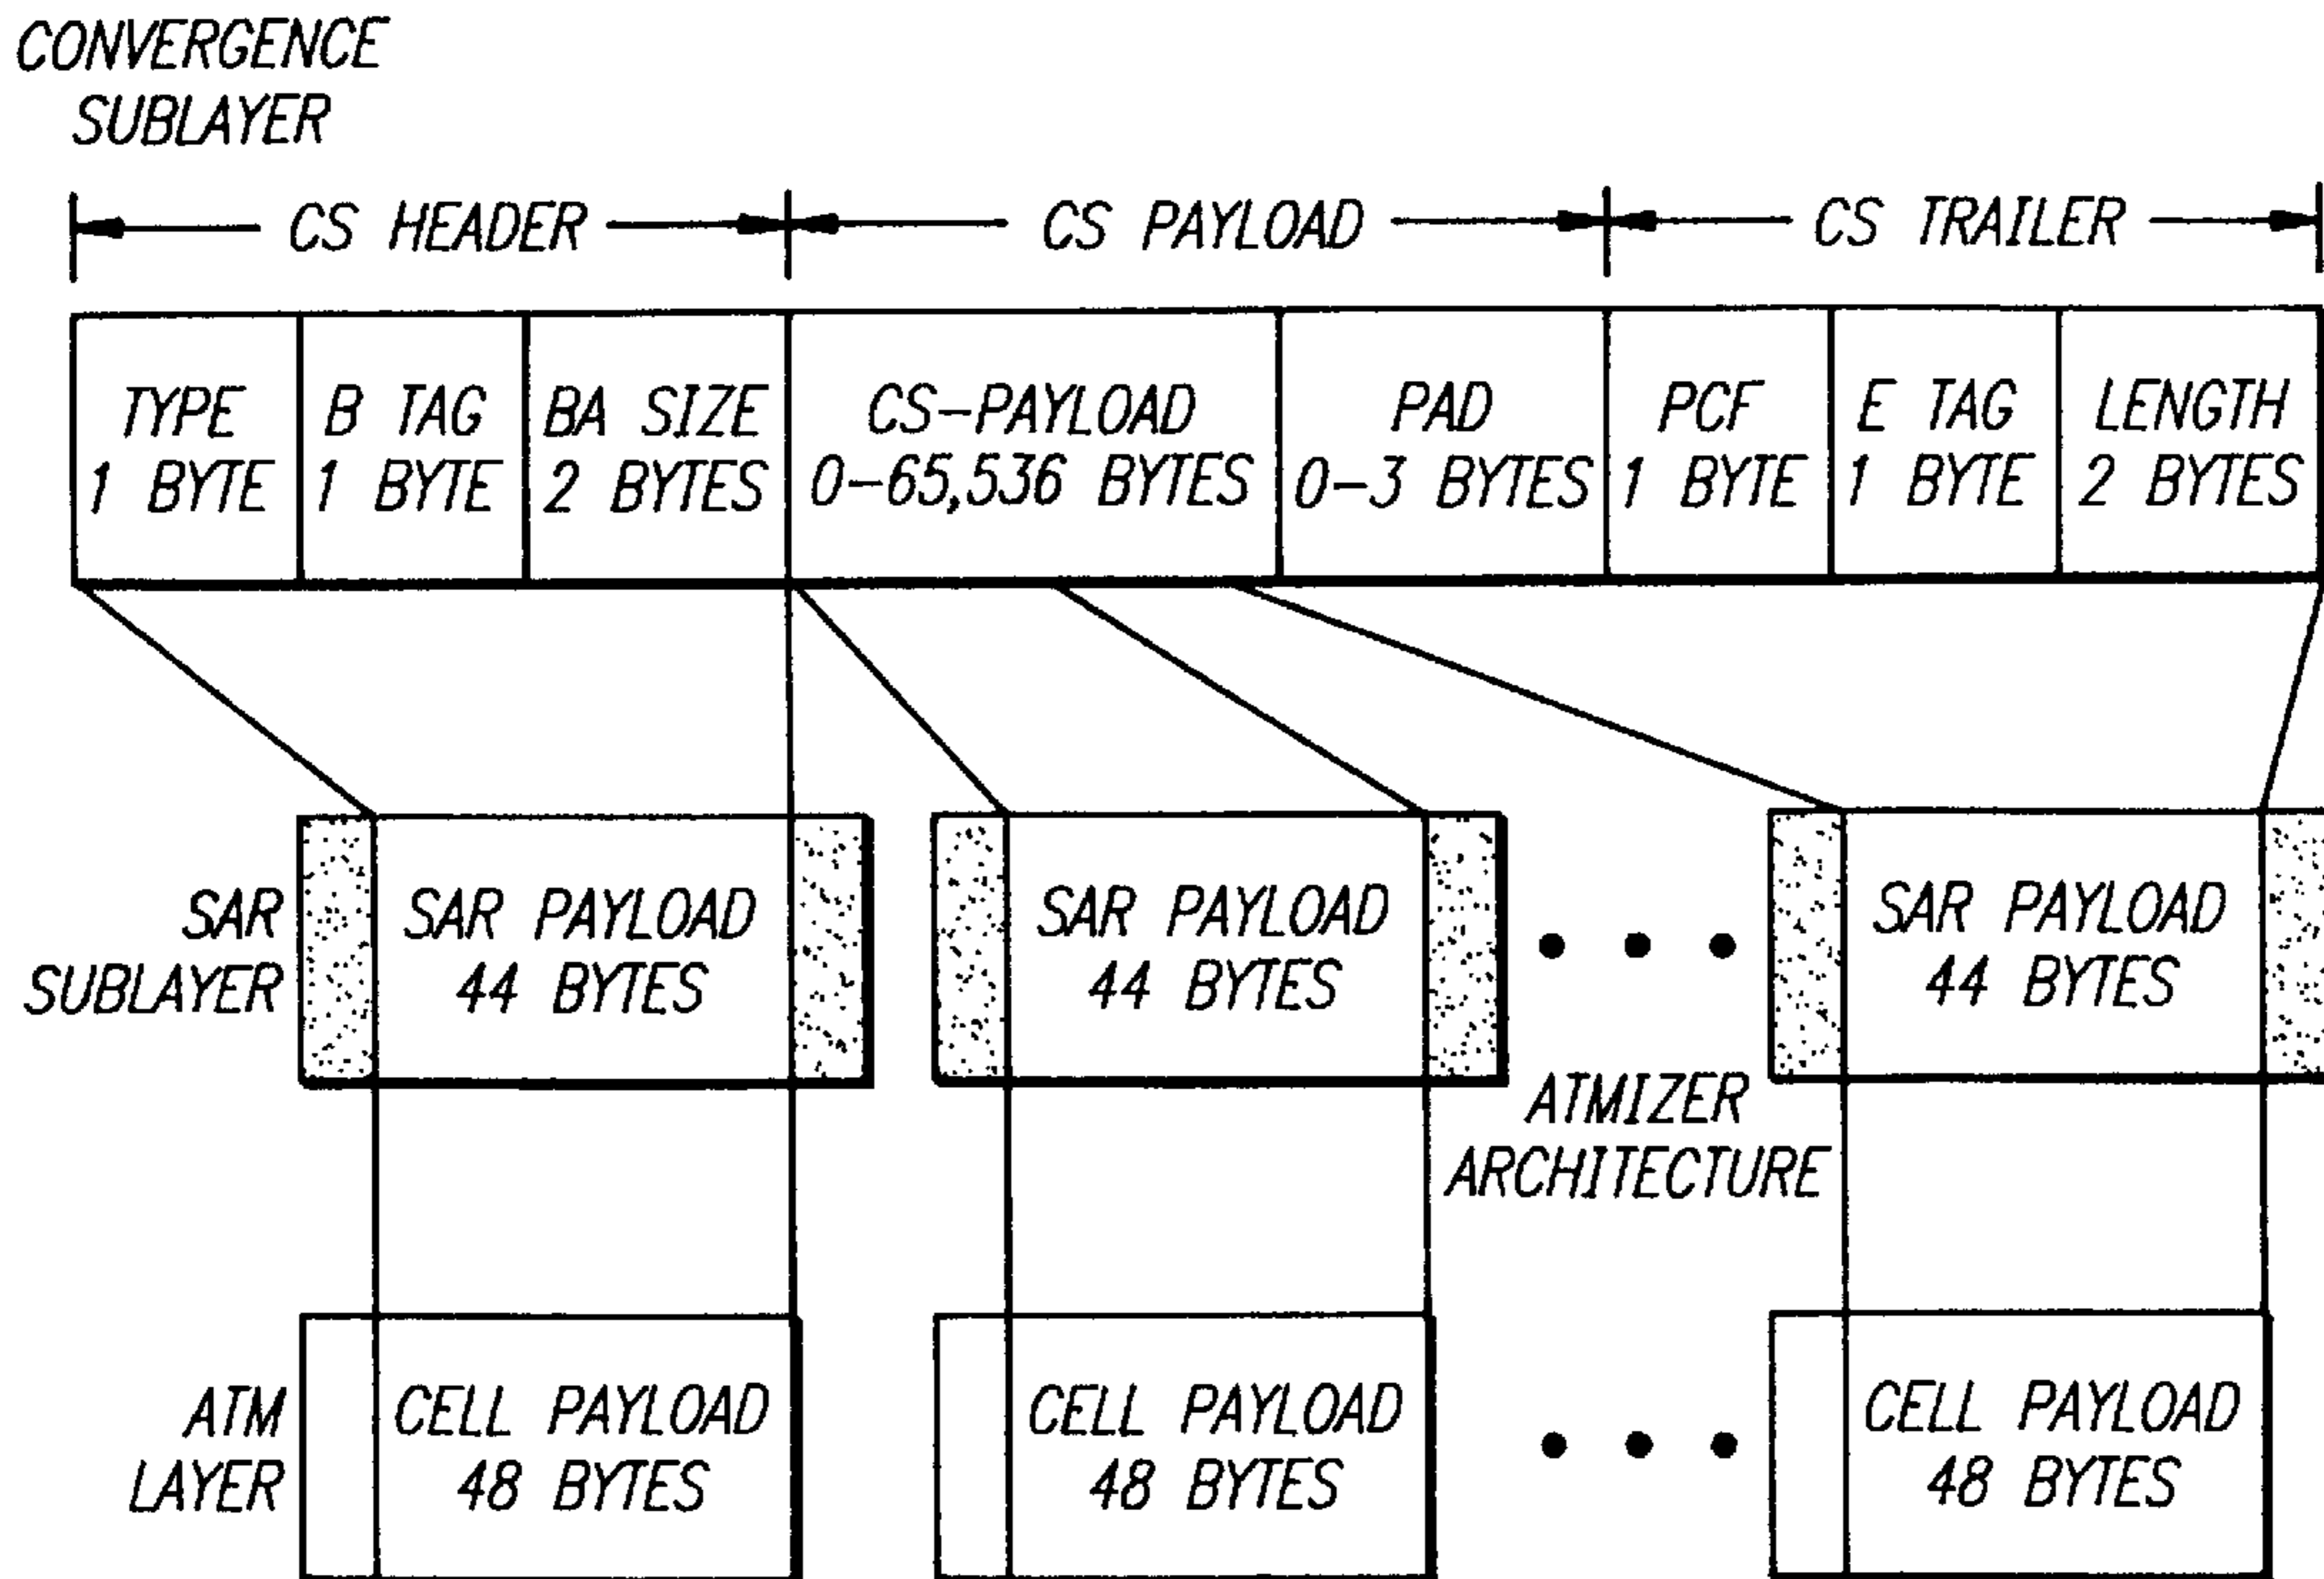 CONVERGENCE
SUBLAYER
CS HEADER CS PAYLOAD CS TRAILER
TYPE
1 BYTE
B TAG
1 BYTE
BA SIZE
2 BYTES
CS-PAYLOAD
0-65,536 BYTES
PAD
0-3 BYTES
PCF
1 BYTE
E TAG
1 BYTE
LENGTH
2 BYTES
SAR
SUBLAYER
SAR PAYLOAD
44 BYTES
SAR PAYLOAD
44 BYTES
SAR PAYLOAD
44 BYTES
ATMIZER
ARCHITECTURE
ATM
LAYER
CELL PAYLOAD
48 BYTES
CELL PAYLOAD
48 BYTES
CELL PAYLOAD
48 BYTES